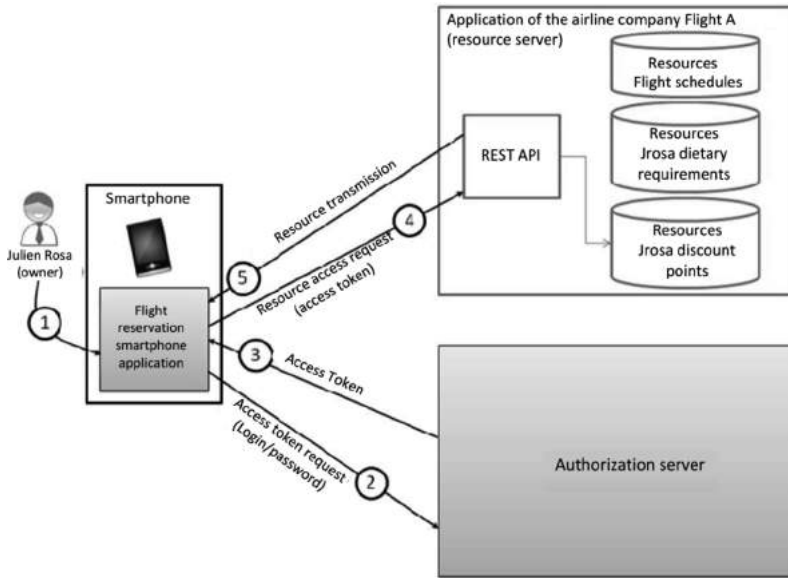 Application of the airline company Flight A
(resource server)
Resources
Flight schedules
Resources
Jrosa dietary
requirements
Resources
Jrosa discount
points
REST API
Smartphone
Julien Rosa
(owner)
Flight
reservation
smartphone
application
1
Resource transmission
5
4
Resource access request
(access token)
3
Access Token
Access token request
(Login/password)
2
Authorization server